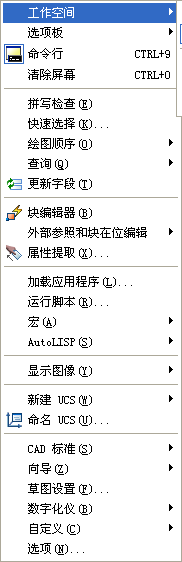 工作空间
选项板
命令行 CTRL+9
清除屏幕 CTRL+0
拼写检查(E)
快速选择(K)...
绘图顺序(O)
查询(Q)
更新字段(T)
块编辑器(B)
外部参照和块在位编辑
属性提取(X)...
加载应用程序(L)...
运行脚本(R)...
宏(A)
AutoLISP(S)
显示图像(Y)
新建 UCS(W)
命名 UCS(U)...
CAD 标准(S)
向导(Z)
草图设置(F)...
数字化仪(B)
自定义(C)
选项(N)...